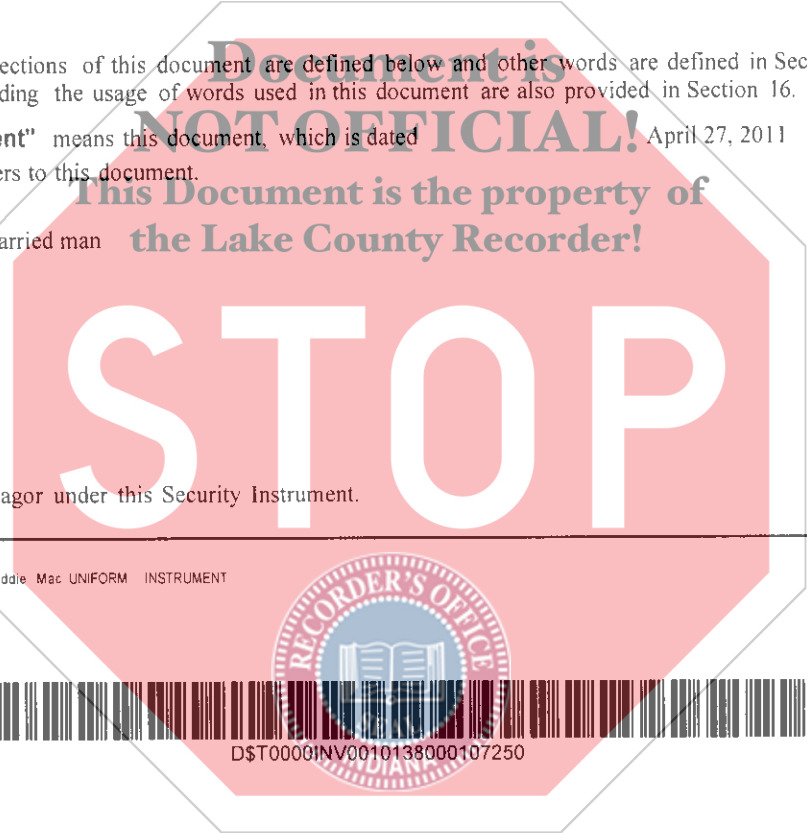 Document is
ections of this document are defined below and other words are defined in Sec
ding the usage of words used in this document are also provided in Section 16.
NOT OFFICIAL!
ent" means this document, which is dated April 27, 2011
ers to this document.
This Document is the property of
arried man
the Lake County Recorder!
STOP
agor under this Security Instrument.
ddie Mac UNIFORM INSTRUMENT
RECORDER'S OFFICE
SEAL
INDIANA
D$T0000INV00101380000107250